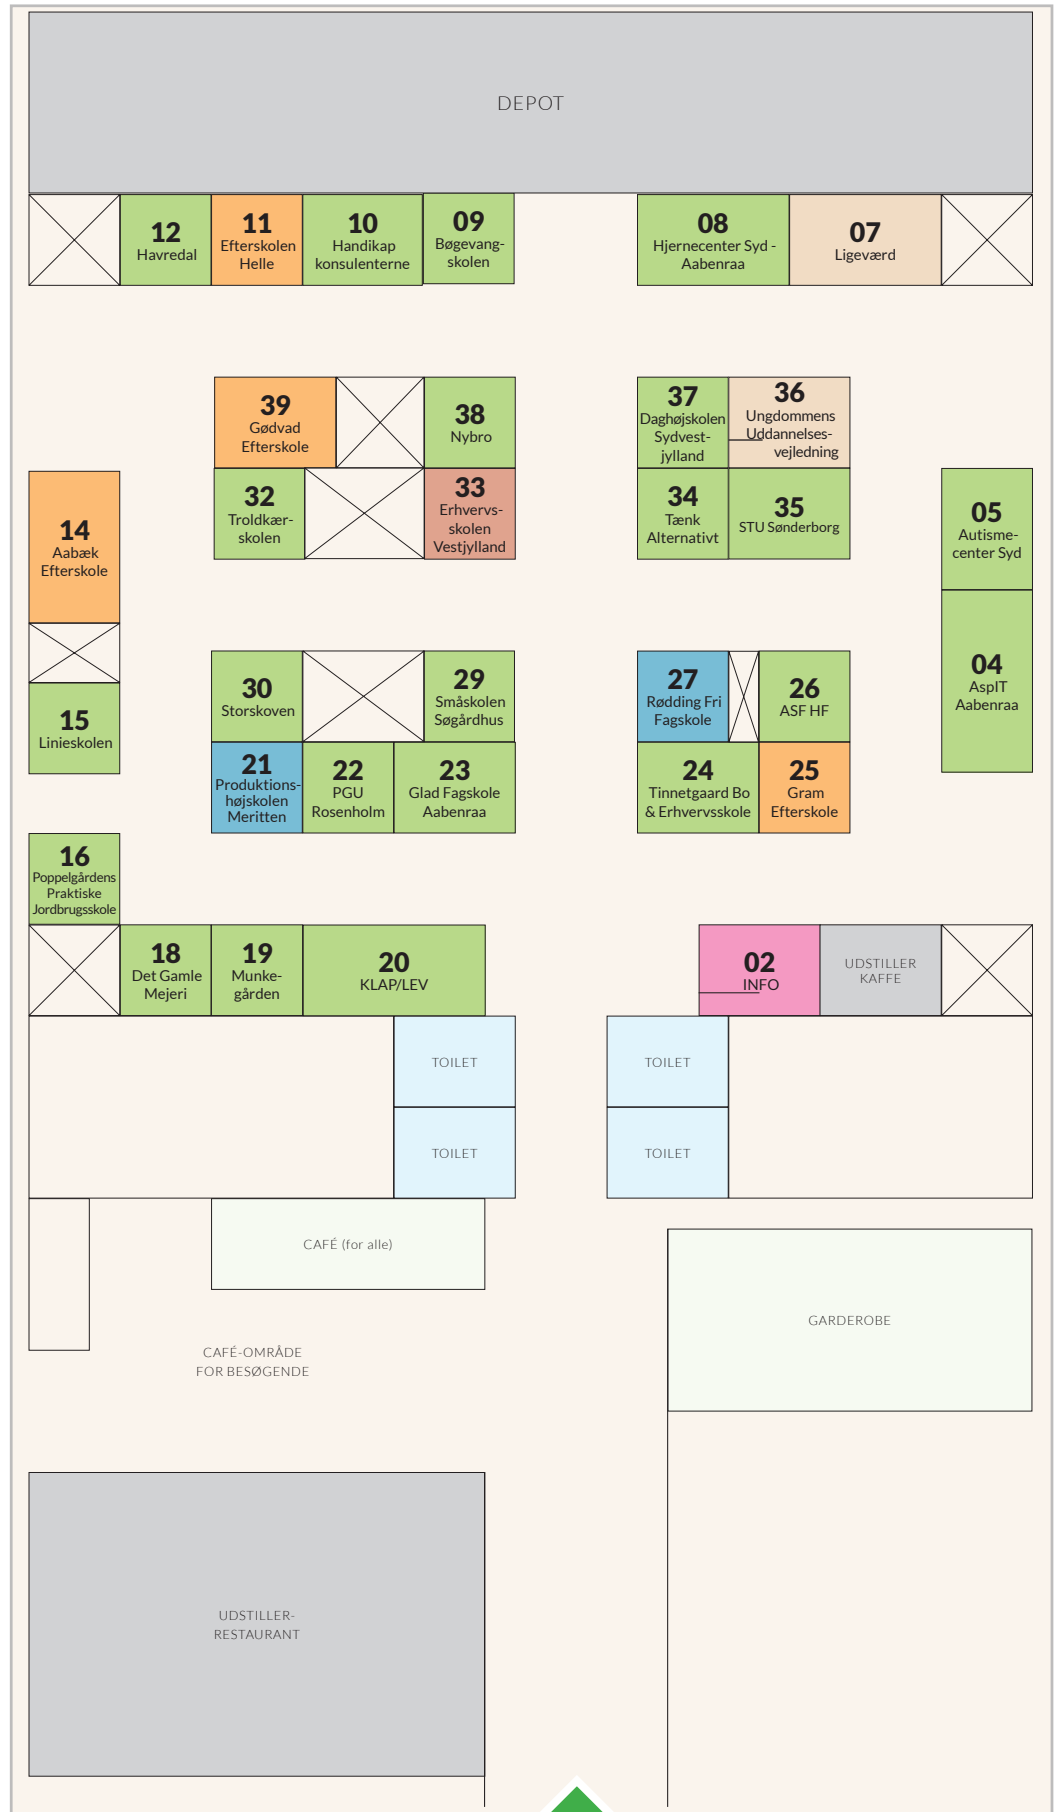 DEPOT
12
Havredal
11
Efterskolen
Helle
10
Handikap
konsulenterne
09
Bøgevang-
skolen
08
Hjernecenter Syd -
Aabenraa
07
Ligeværd
39
Gødvad
Efterskole
38
Nybro
37
Daghøjskolen
Sydvest-
jylland
36
Ungdommens
Uddannelses-
vejledning
32
Troldkær-
skolen
33
Erhvervs-
skolen
Vestjylland
34
Tænk
Alternativt
35
STU Sønderborg
14
Aabæk
Efterskole
05
Autisme-
center Syd
04
AspIT
Aabenraa
15
Linieskolen
30
Storskoven
29
Småskolen
Søgårdhus
27
Rødding Fri
Fagskole
26
ASF HF
21
Produktions-
højskolen
Meritten
22
PGU
Rosenholm
23
Glad Fagskole
Aabenraa
24
Tinnetgaard Bo
& Erhvervsskole
25
Gram
Efterskole
16
Poppelgårdens
Praktiske
Jordbrugsskole
18
Det Gamle
Mejeri
19
Munke-
gården
20
KLAP/LEV
02
INFO
UDSTILLER
KAFFE
TOILET
TOILET
TOILET
TOILET
CAFÉ (for alle)
GARDEROBE
CAFÉ-OMRÅDE
FOR BESØGENDE
UDSTILLER-
RESTAURANT